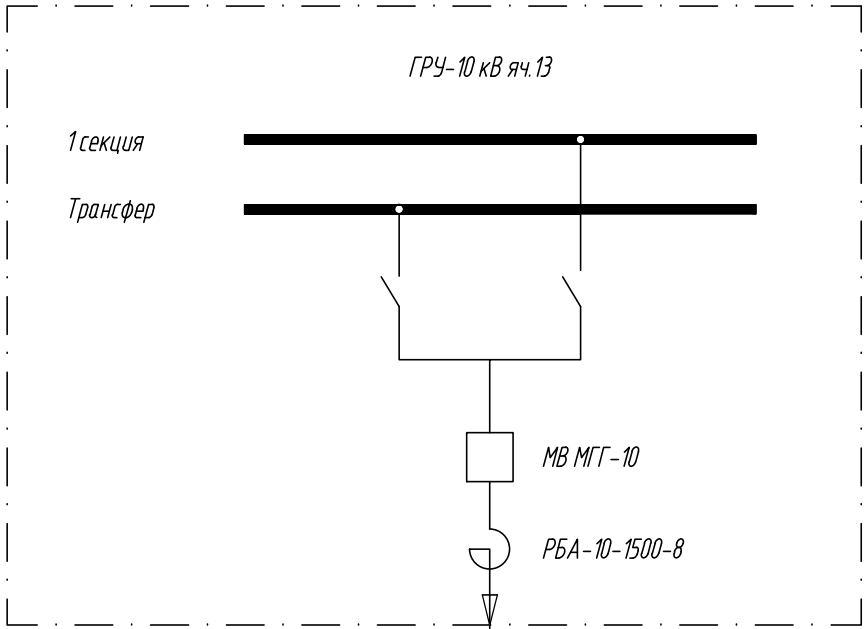 ГРУ-10 кВ яч.13
1 секция
Трансфер
МВ МГГ-10
РБА-10-1500-8